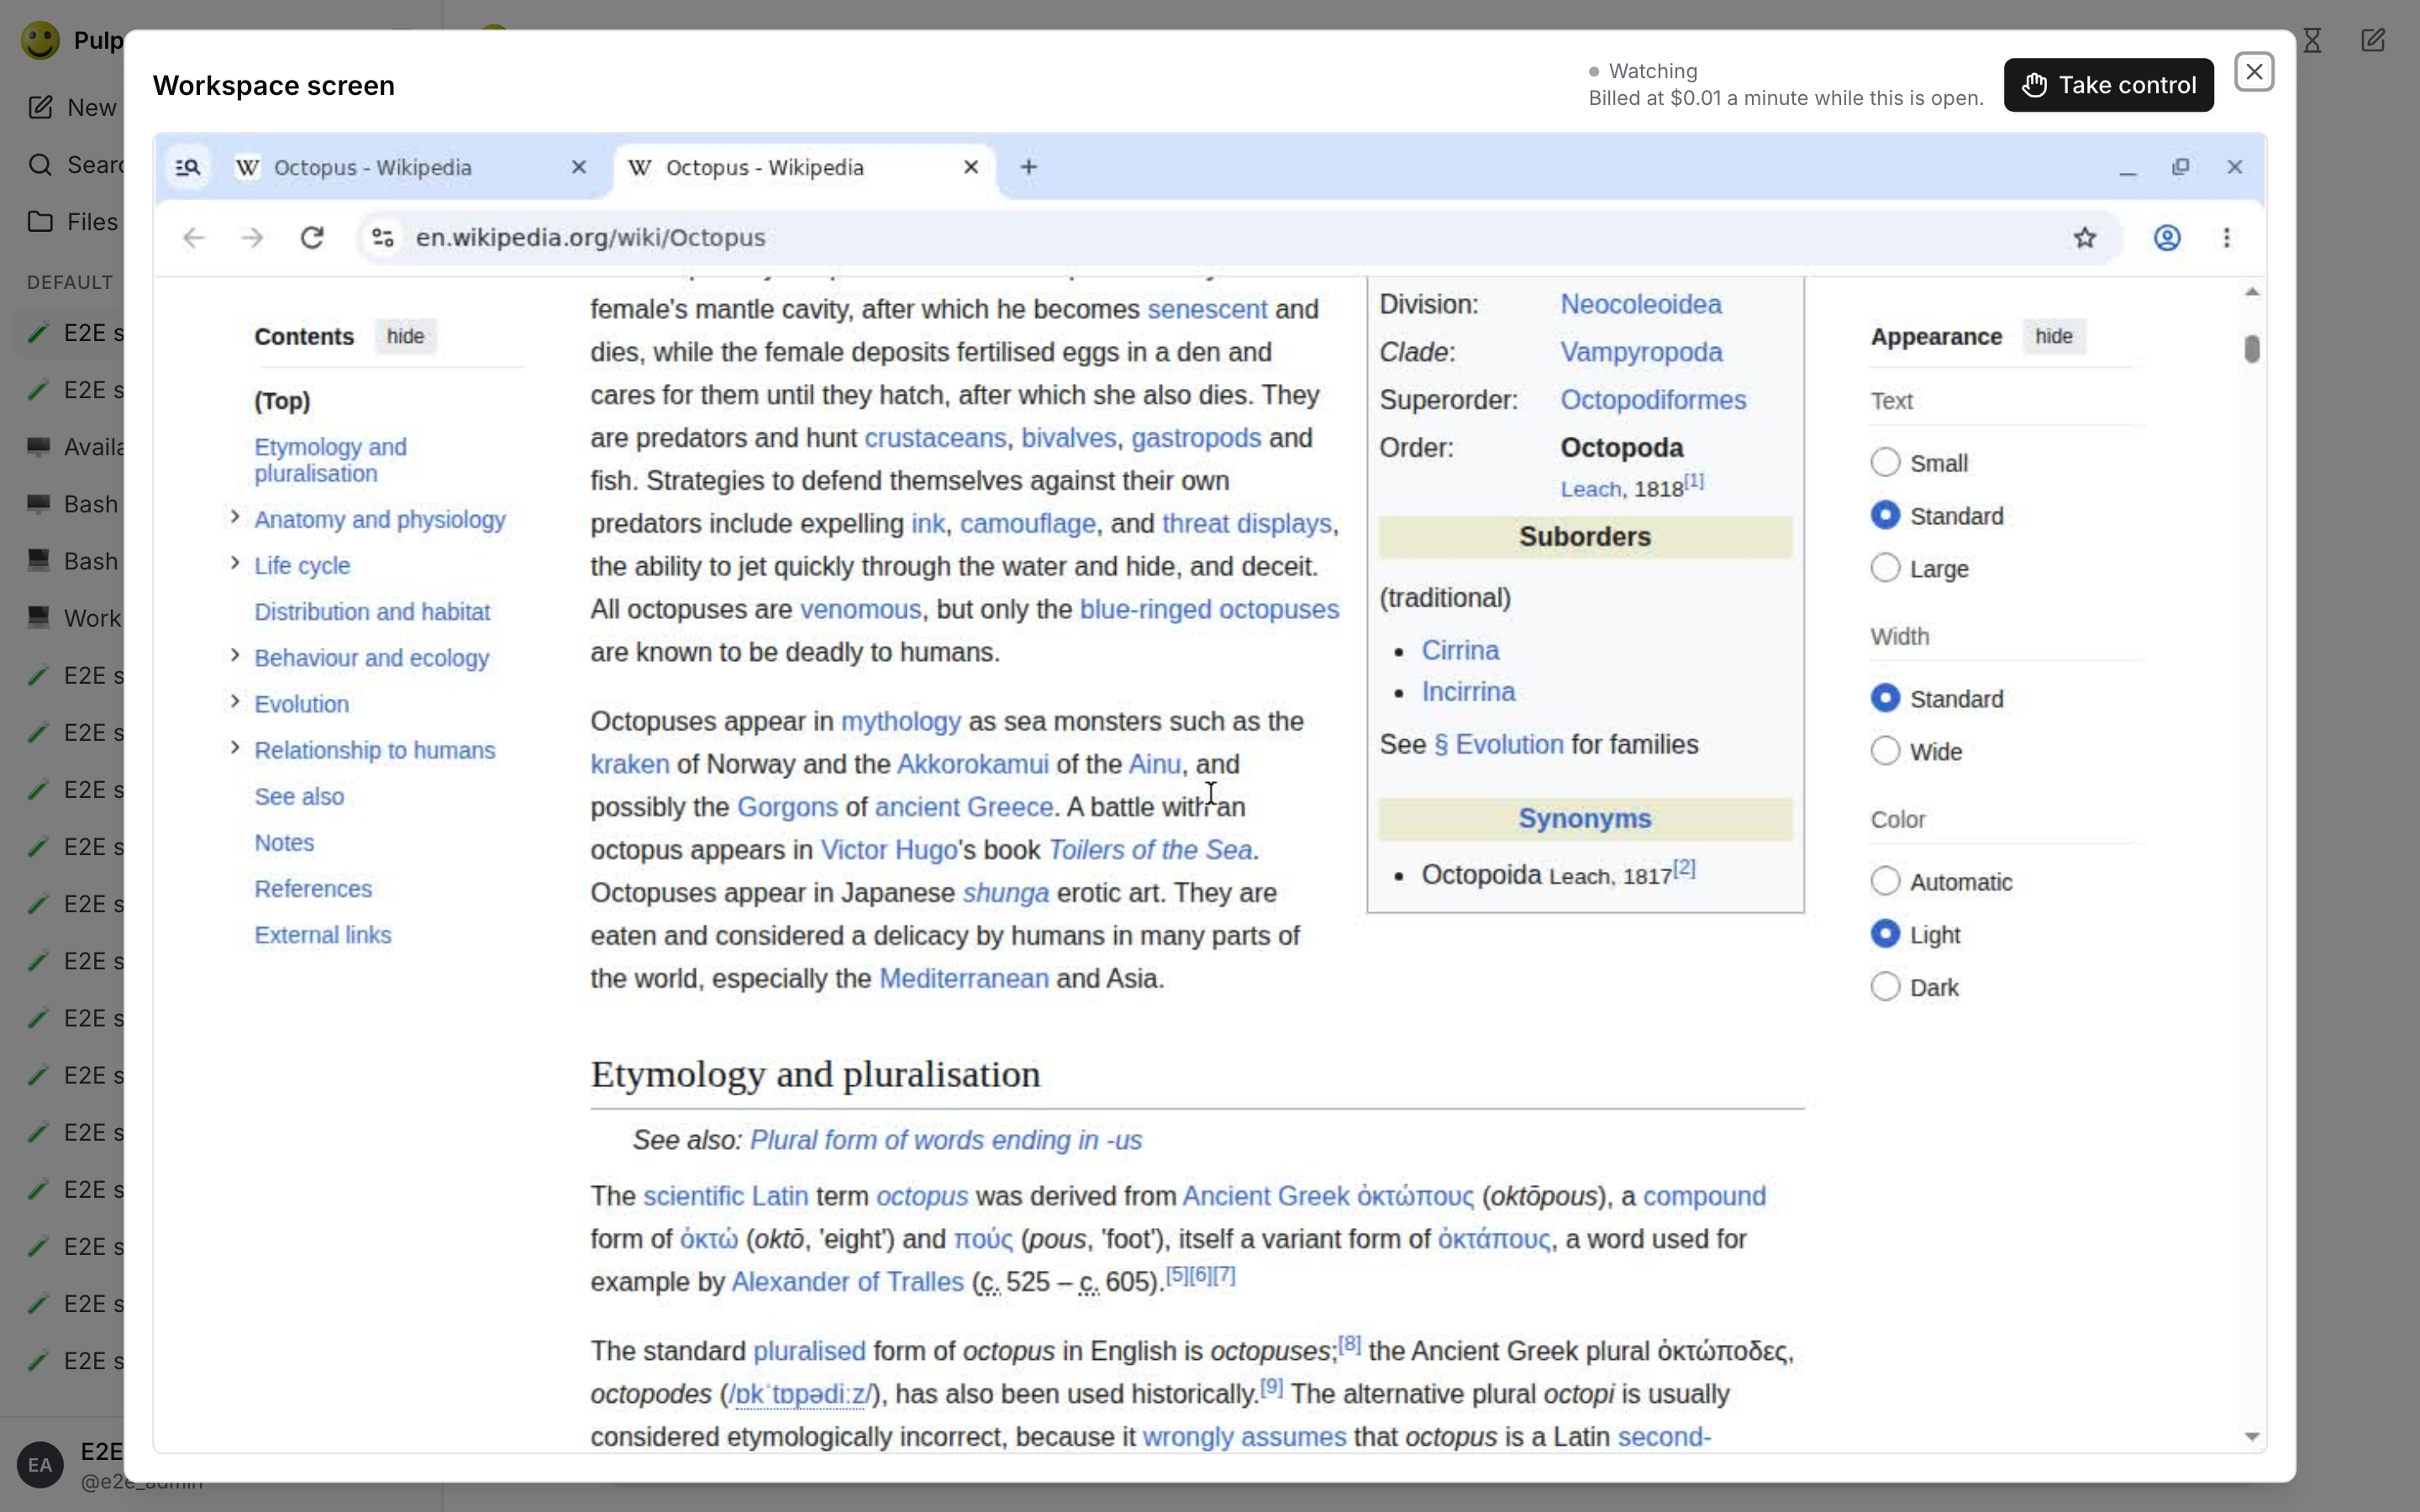 Pulp
New
Searc
Files
DEFAULT
E2E s
E2E s
Availa
Bash
Bash
Work
E2E s
E2E s
E2E s
E2E s
E2E s
E2E s
E2E s
E2E s
E2E s
E2E s
E2E s
E2E s
E2E s
EA
E2E
@e2e_admin
Workspace screen
Watching
Billed at $0.01 a minute while this is open.
Take control
Octopus - Wikipedia
Octopus - Wikipedia
en.wikipedia.org/wiki/Octopus
Contents hide
(Top)
Etymology and
pluralisation
Anatomy and physiology
Life cycle
Distribution and habitat
Behaviour and ecology
Evolution
Relationship to humans
See also
Notes
References
External links
female's mantle cavity, after which he becomes senescent and
dies, while the female deposits fertilised eggs in a den and
cares for them until they hatch, after which she also dies. They
are predators and hunt crustaceans, bivalves, gastropods and
fish. Strategies to defend themselves against their own
predators include expelling ink, camouflage, and threat displays,
the ability to jet quickly through the water and hide, and deceit.
All octopuses are venomous, but only the blue-ringed octopuses
are known to be deadly to humans.
Octopuses appear in mythology as sea monsters such as the
kraken of Norway and the Akkorokamui of the Ainu, and
possibly the Gorgons of ancient Greece. A battle with an
octopus appears in Victor Hugo's book Toilers of the Sea.
Octopuses appear in Japanese shunga erotic art. They are
eaten and considered a delicacy by humans in many parts of
the world, especially the Mediterranean and Asia.
Division: Neocoleoidea
Clade: Vampyropoda
Superorder: Octopodiformes
Order: Octopoda
Leach, 1818[1]
Suborders
(traditional)
• Cirrina
• Incirrina
See § Evolution for families
Synonyms
• Octopoida Leach, 1817[2]
Etymology and pluralisation
See also: Plural form of words ending in -us
The scientific Latin term octopus was derived from Ancient Greek ὀκτώπους (oktōpous), a compound
form of ὀκτώ (oktō, 'eight') and πούς (pous, 'foot'), itself a variant form of ὀκτάπους, a word used for
example by Alexander of Tralles (c. 525 – c. 605).[5][6][7]
The standard pluralised form of octopus in English is octopuses;[8] the Ancient Greek plural ὀκτώποδες,
octopodes (/ɒkˈtɒpədiːz/), has also been used historically.[9] The alternative plural octopi is usually
considered etymologically incorrect, because it wrongly assumes that octopus is a Latin second-
Appearance hide
Text
Small
Standard
Large
Width
Standard
Wide
Color
Automatic
Light
Dark